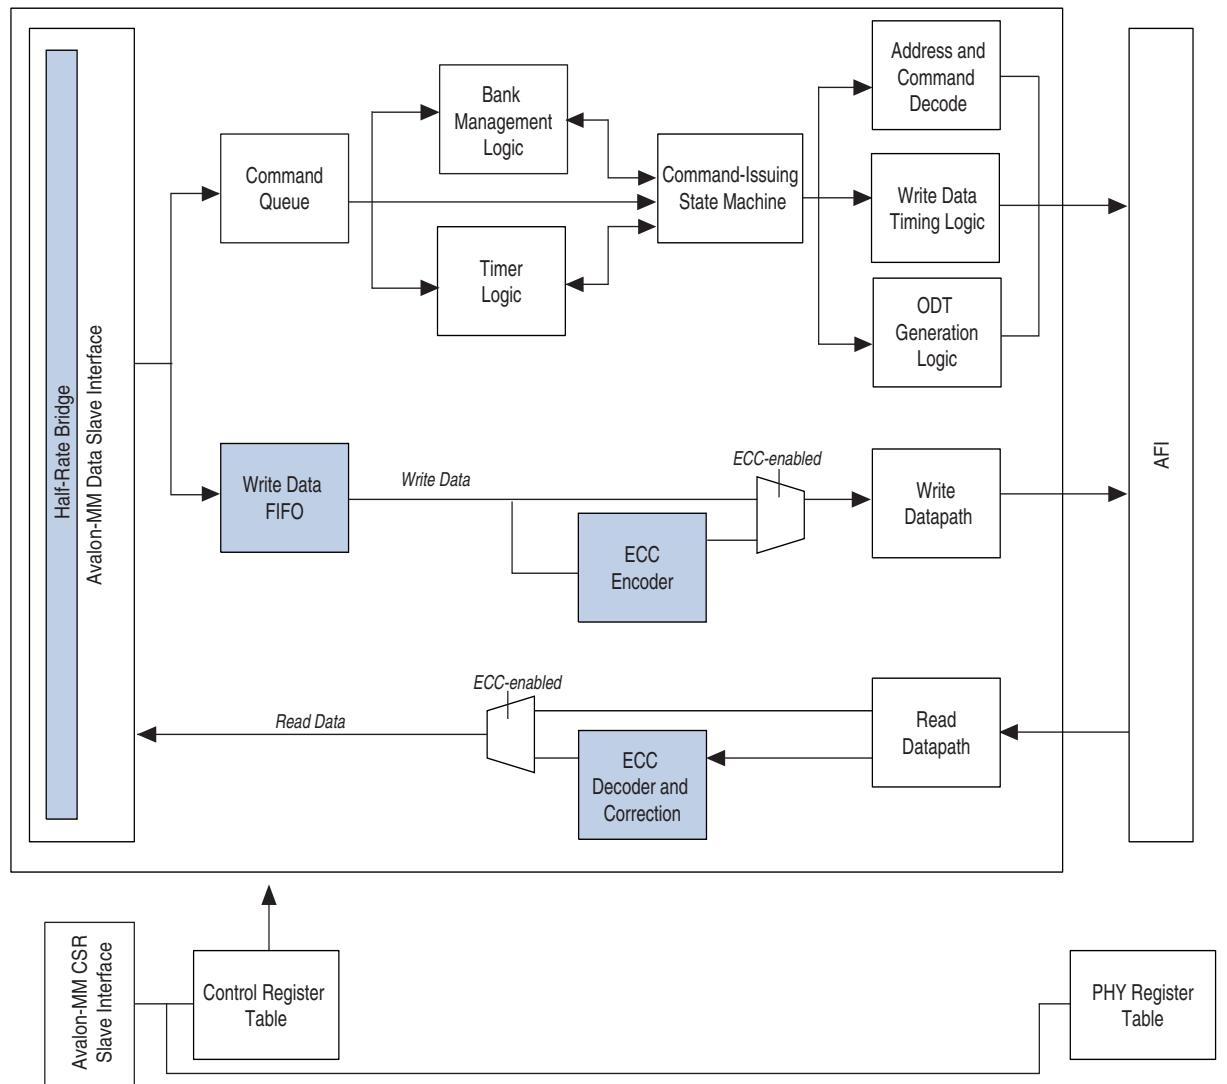 Half-Rate Bridge
Avalon-MM Data Slave Interface
Command
Queue
Bank
Management
Logic
Timer
Logic
Command-Issuing
State Machine
Address and
Command
Decode
Write Data
Timing Logic
ODT
Generation
Logic
AFI
Write Data
FIFO
Write Data
ECC
Encoder
ECC-enabled
Write
Datapath
Read Data
ECC-enabled
ECC
Decoder and
Correction
Read
Datapath
Avalon-MM CSR
Slave Interface
Control Register
Table
PHY Register
Table